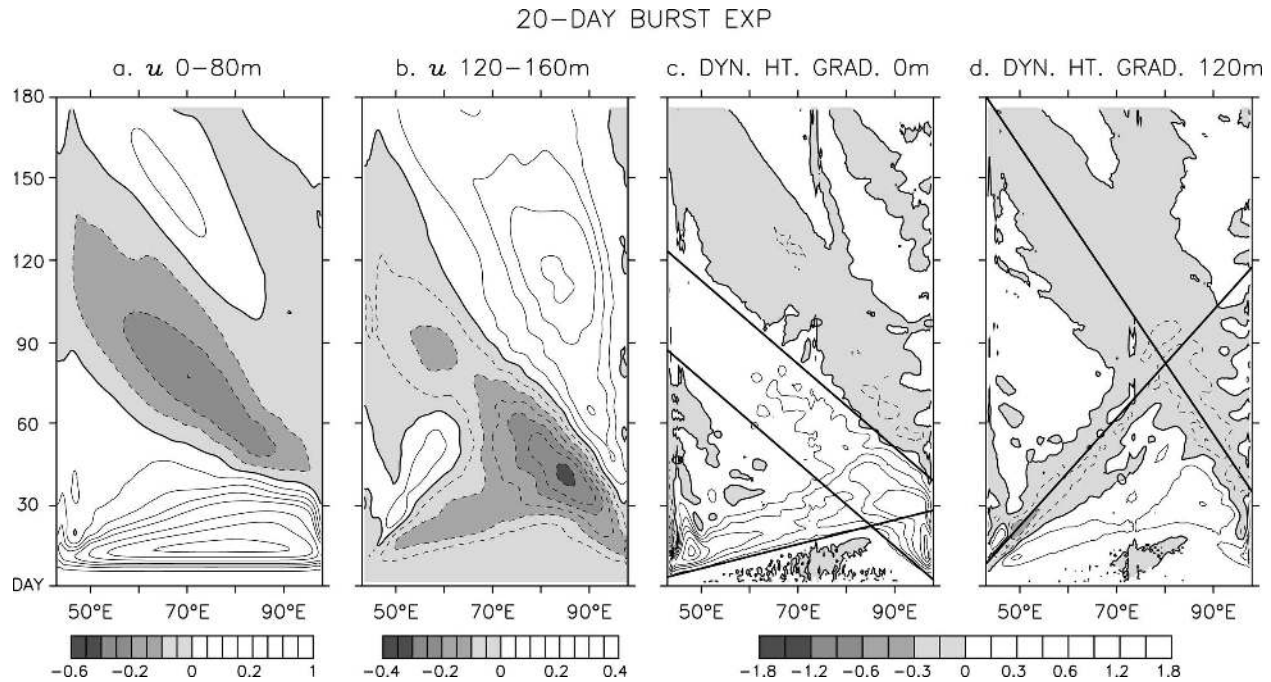 20-DAY BURST EXP
a. u 0-80m
b. u 120-160m
c. DYN. HT. GRAD. 0m
d. DYN. HT. GRAD. 120m
180
150
120
90
60
30
DAY
50°E 70°E 90°E
50°E 70°E 90°E
50°E 70°E 90°E
50°E 70°E 90°E
-0.6 -0.2 0 0.2 1
-0.4 -0.2 0 0.2 0.4
-1.8 -1.2 -0.6 -0.3 0 0.3 0.6 1.2 1.8